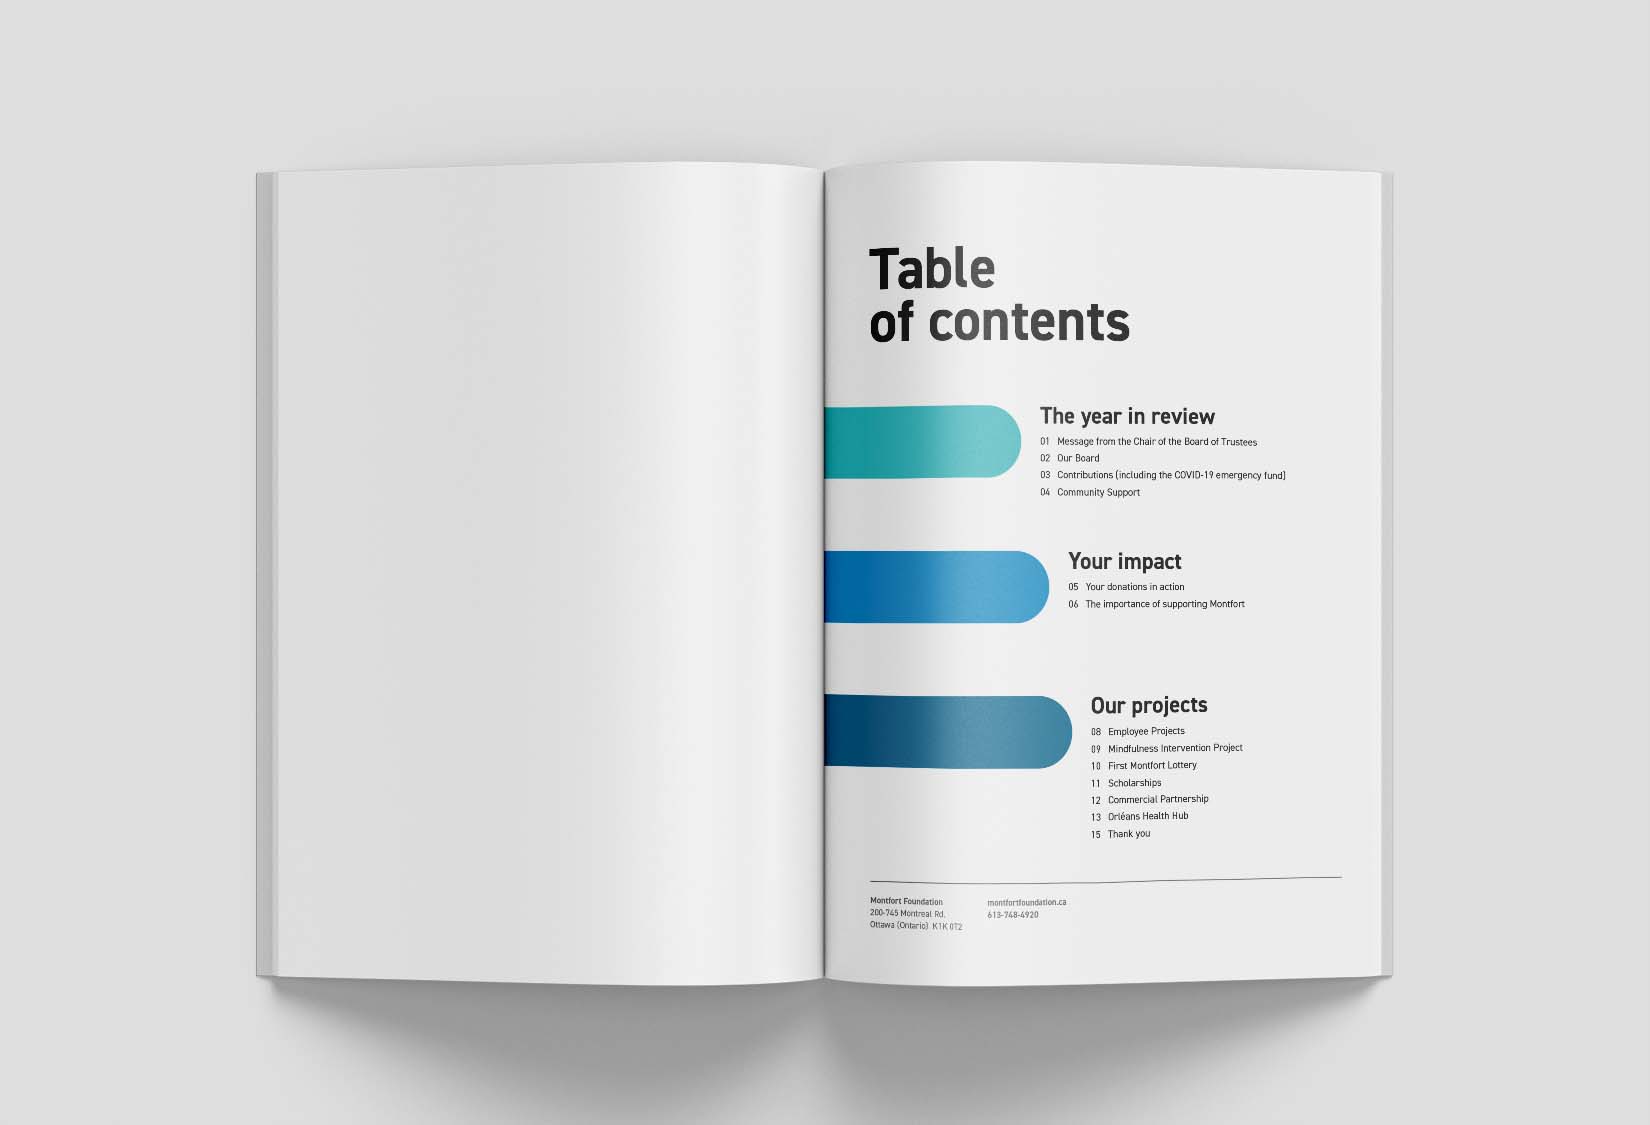 Table
of contents
The year in review
01 Message from the Chair of the Board of Trustees
02 Our Board
03 Contributions (including the COVID-19 emergency fund)
04 Community Support
Your impact
05 Your donations in action
06 The importance of supporting Montfort
Our projects
08 Employee Projects
09 Mindfulness Intervention Project
10 First Montfort Lottery
11 Scholarships
12 Commercial Partnership
13 Orléans Health Hub
15 Thank you
Montfort Foundation
200-745 Montreal Rd.
Ottawa (Ontario) K1K 0T2
montfortfoundation.ca
613-748-4920